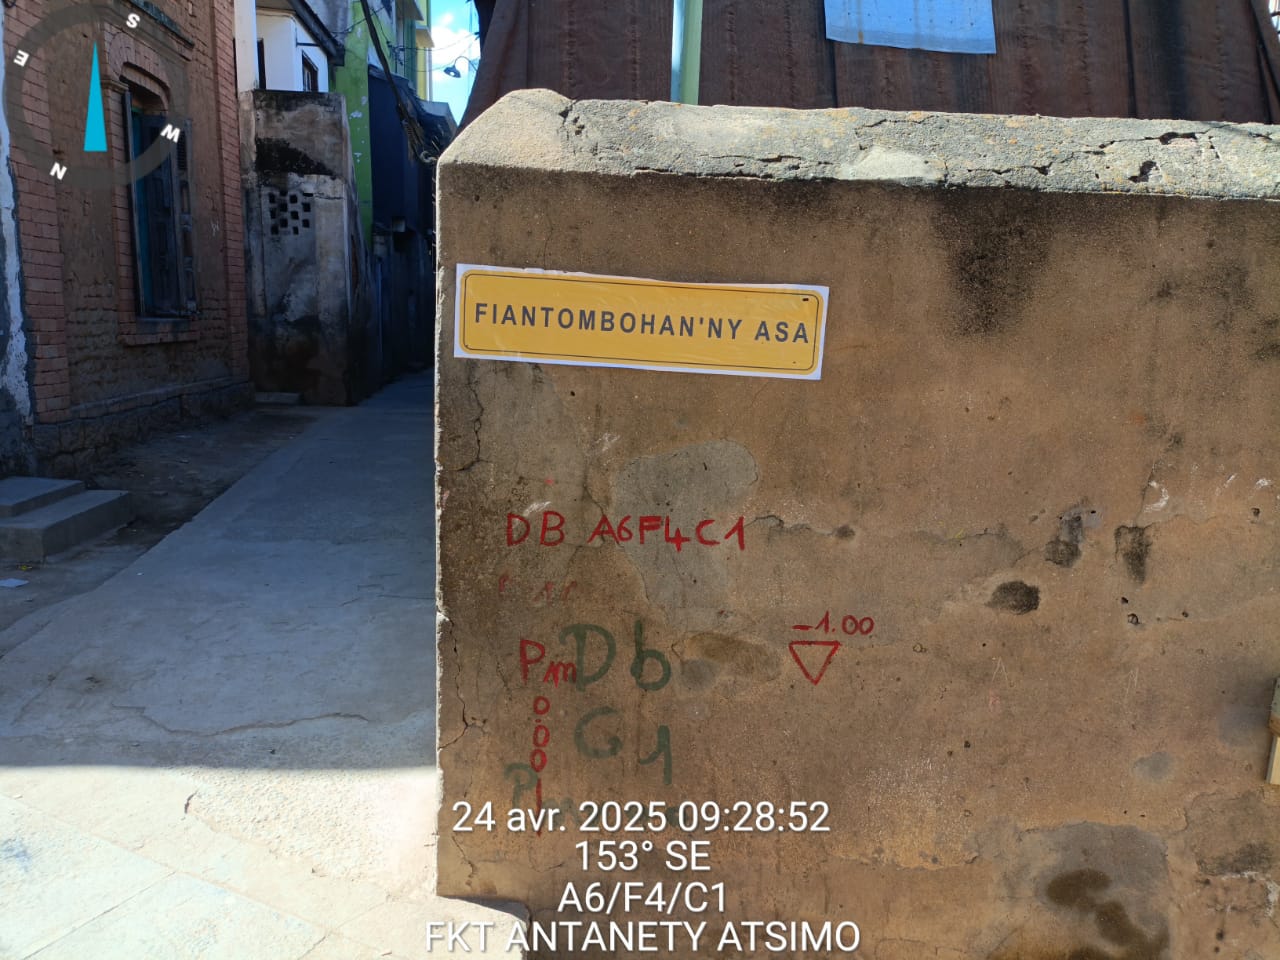 S
E
W
N
FIANTOMBOHAN'NY ASA
DB A6F4C1
-1.00
Pm
Db
G1
24 avr. 2025 09:28:52
153° SE
A6/F4/C1
FKT ANTANETY ATSIMO